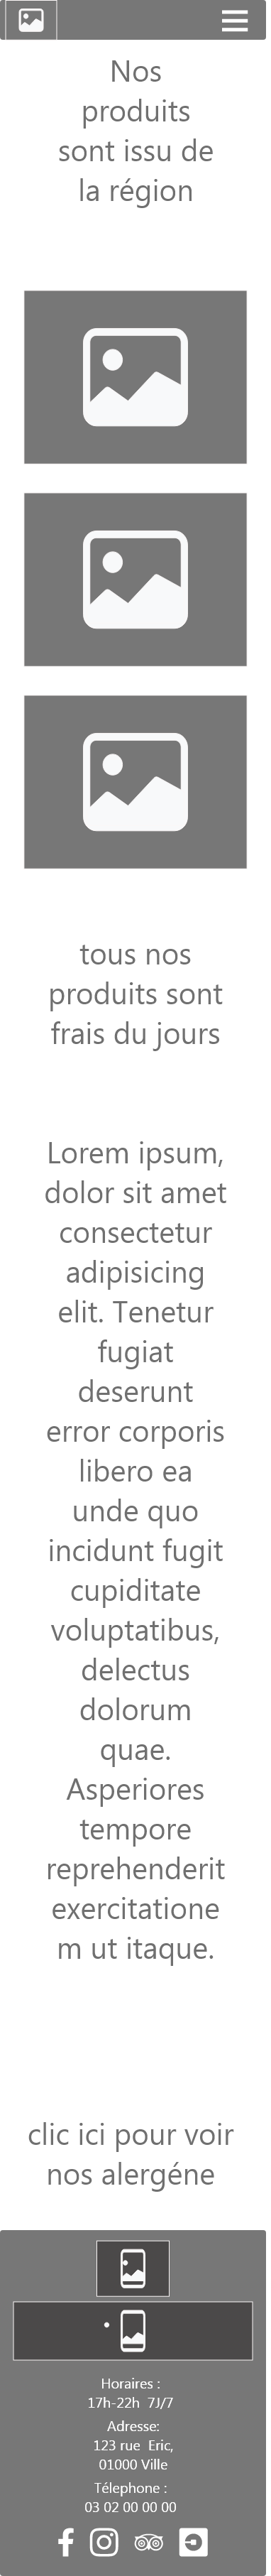 Nos
produits
sont issu de
la région
tous nos
produits sont
frais du jours
Lorem ipsum,
dolor sit amet
consectetur
adipisicing
elit. Tenetur
fugiat
deserunt
error corporis
libero ea
unde quo
incidunt fugit
cupiditate
voluptatibus,
delectus
dolorum
quae.
Asperiores
tempore
reprehenderit
exercitatione
m ut itaque.
clic ici pour voir
nos alergéne
Horaires :
17h-22h 7J/7
Adresse:
123 rue Eric,
01000 Ville
Télephone :
03 02 00 00 00